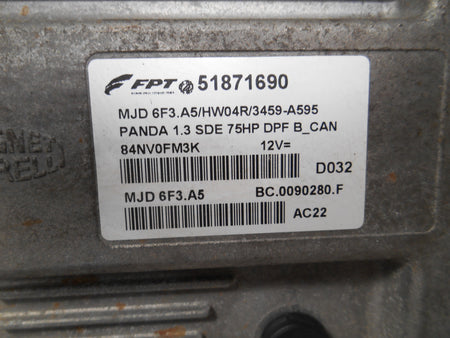 FPT 51871690
MJD 6F3.A5/HW04R/3459-A595
PANDA 1.3 SDE 75HP DPF B_CAN
84NV0FM3K 12V=
D032
MJD 6F3.A5 BC.0090280.F
AC22